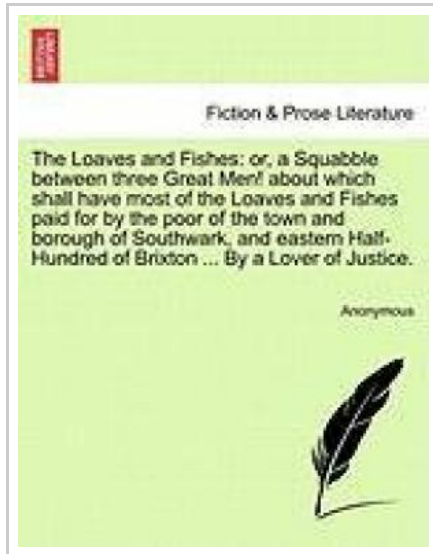 BRITISH
LIBRARY
Fiction & Prose Literature
The Loaves and Fishes: or, a Squabble
between three Great Men! about which
shall have most of the Loaves and Fishes
paid for by the poor of the town and
borough of Southwark, and eastern Half-
Hundred of Brixton ... By a Lover of Justice.
Anonymous